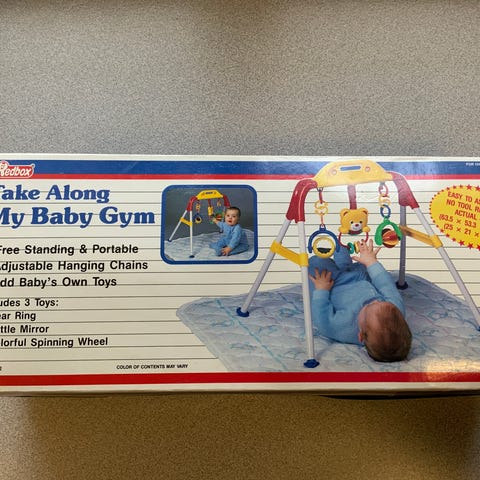 Redbox
Take Along
My Baby Gym
Free Standing & Portable
Adjustable Hanging Chains
Add Baby's Own Toys
udes 3 Toys:
ear Ring
ttle Mirror
olorful Spinning Wheel
COLOR OF CONTENTS MAY VARY
FOR
EASY TO AS
NO TOOL R
ACTUAL
(63.5 × 53.3
(25 × 21 ×